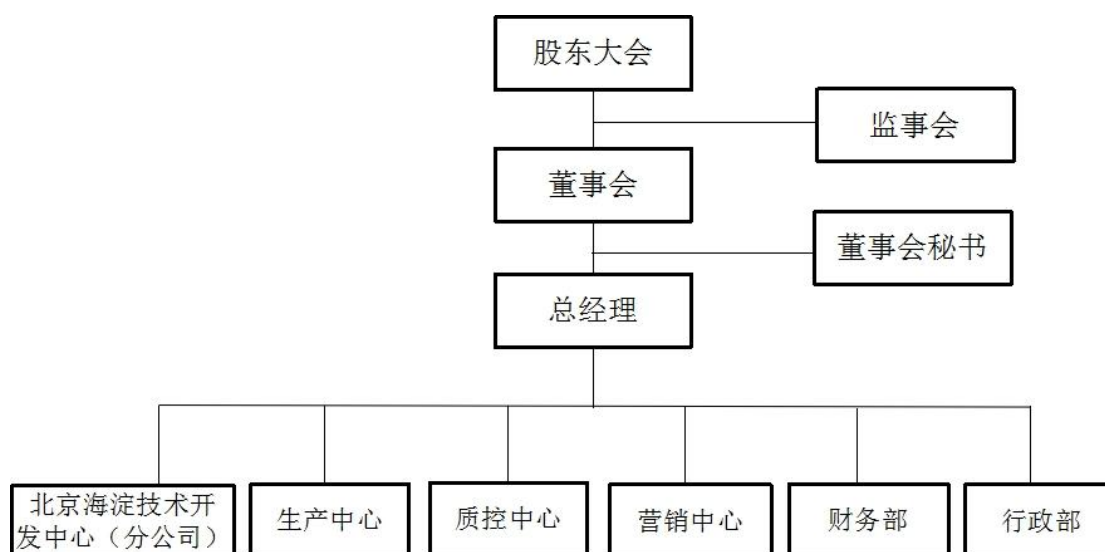 股东大会
监事会
董事会
董事会秘书
总经理
北京海淀技术开
发中心（分公司）
生产中心
质控中心
营销中心
财务部
行政部